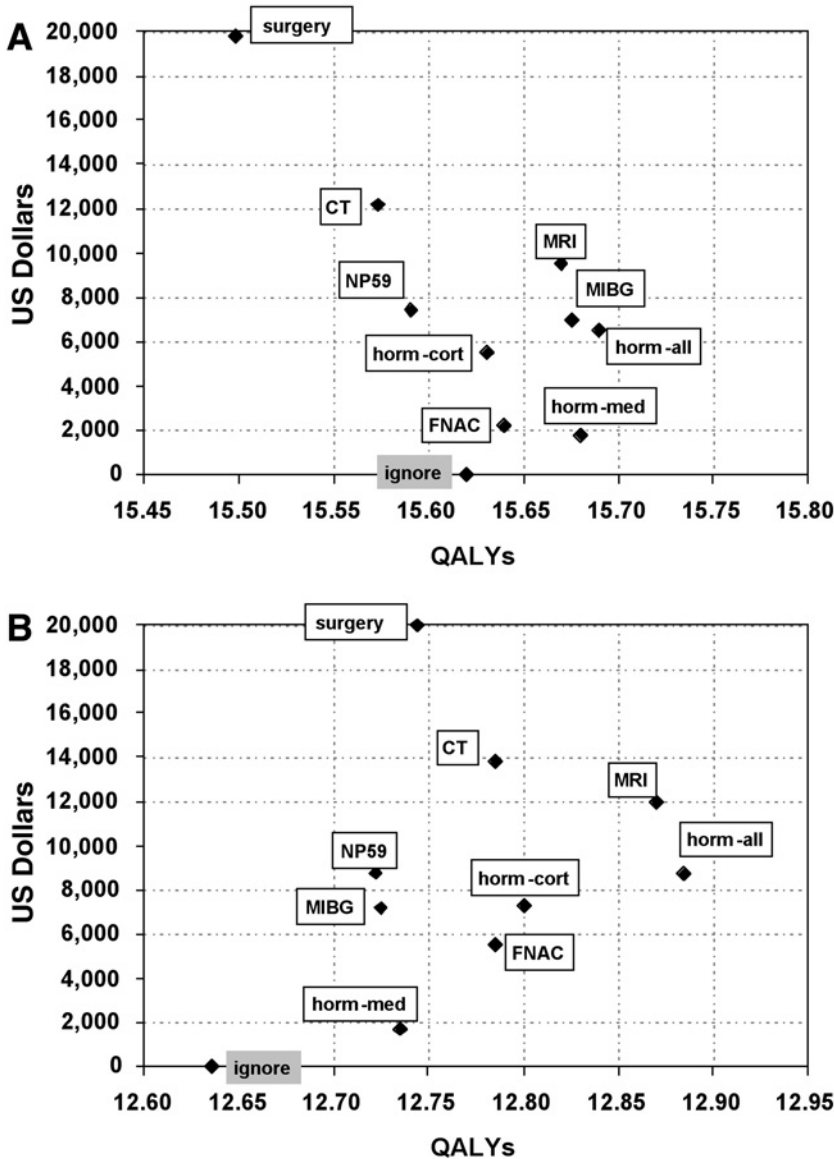 A
US Dollars
20,000
18,000
16,000
14,000
12,000
10,000
8,000
6,000
4,000
2,000
0
surgery
CT
MRI
NP59
MIBG
horm-cort
horm-all
horm-med
FNAC
ignore
15.45 15.50 15.55 15.60 15.65 15.70 15.75 15.80
QALYs
B
US Dollars
20,000
18,000
16,000
14,000
12,000
10,000
8,000
6,000
4,000
2,000
0
surgery
CT
MRI
horm-all
NP59
horm-cort
MIBG
FNAC
horm-med
ignore
12.60 12.65 12.70 12.75 12.80 12.85 12.90 12.95
QALYs